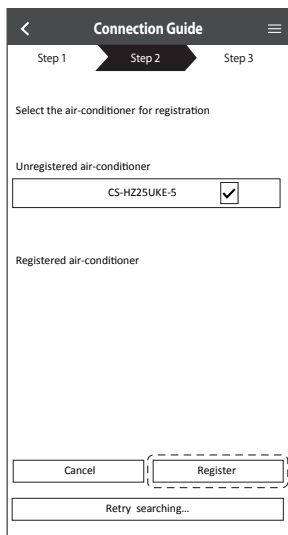 Connection Guide
Step 1 Step 2 Step 3
Select the air-conditioner for registration
Unregistered air-conditioner
CS-HZ25UKE-5
Registered air-conditioner
Cancel Register
Retry searching...